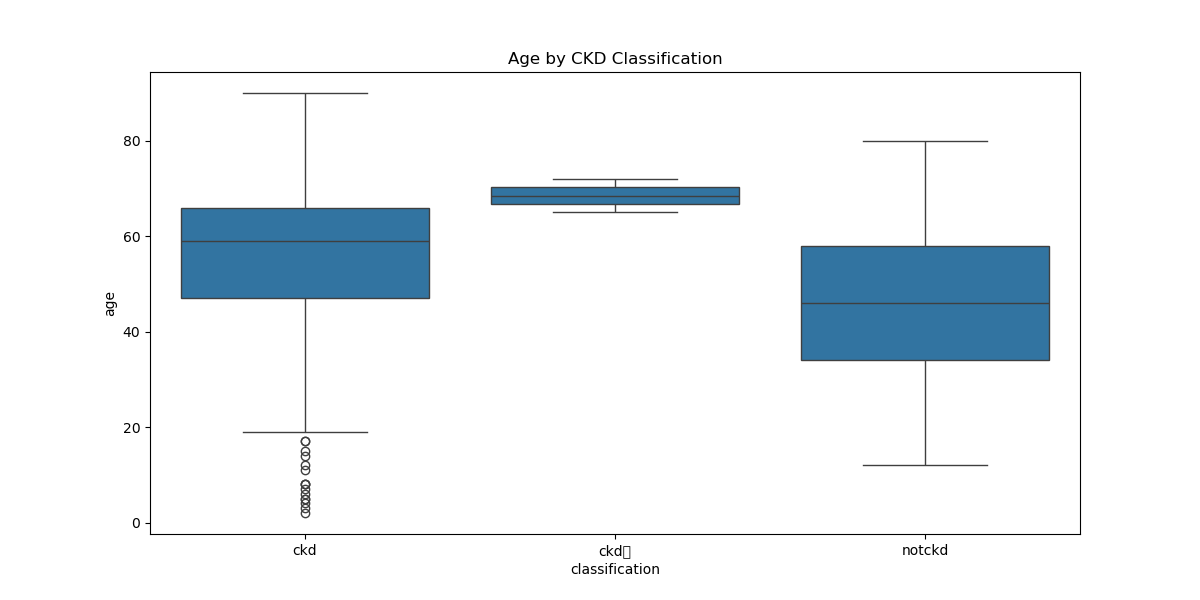 Age by CKD Classification
80
60
40
20
0
age
ckd
ckd▯
notckd
classification